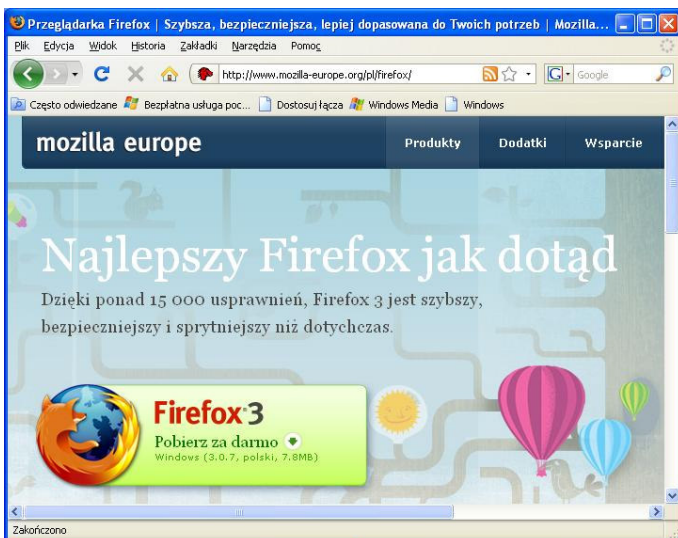 Przeglądarka Firefox | Szybsza, bezpieczniejsza, lepiej dopasowana do Twoich potrzeb | Mozilla...
Plik Edycja Widok Historia Zakładki Narzędzia Pomoc
http://www.mozilla-europe.org/pl/firefox/ G Google
Często odwiedzane Bezpłatna usługa poc... Dostosuj łącza Windows Media Windows
mozilla europe Produkty Dodatki Wsparcie
Najlepszy Firefox jak dotąd
Dzięki ponad 15 000 usprawnień, Firefox 3 jest szybszy,
bezpieczniejszy i sprytniejszy niż dotychczas.
Firefox 3
Pobierz za darmo
Windows (3.0.7, polski, 7.8MB)
Zakończono